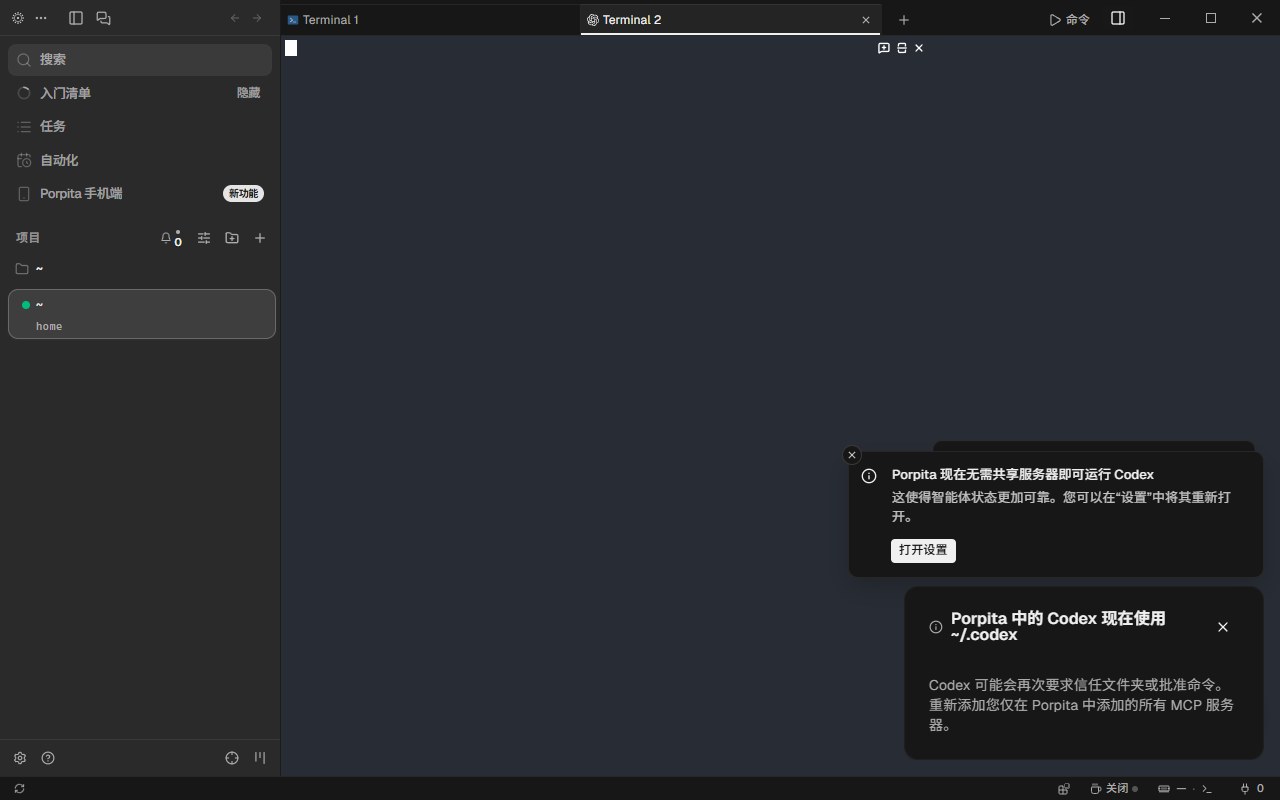 Terminal 1
Terminal 2
命令
搜索
入门清单
隐藏
任务
自动化
Porpita 手机端
新功能
项目
0
~
~
home
Porpita 现在无需共享服务器即可运行 Codex
这使得智能体状态更加可靠。您可以在“设置”中将其重新打
开。
打开设置
Porpita 中的 Codex 现在使用
~/.codex
Codex 可能会再次要求信任文件夹或批准命令。
重新添加您仅在 Porpita 中添加的所有 MCP 服务
器。
关闭
— ·
0